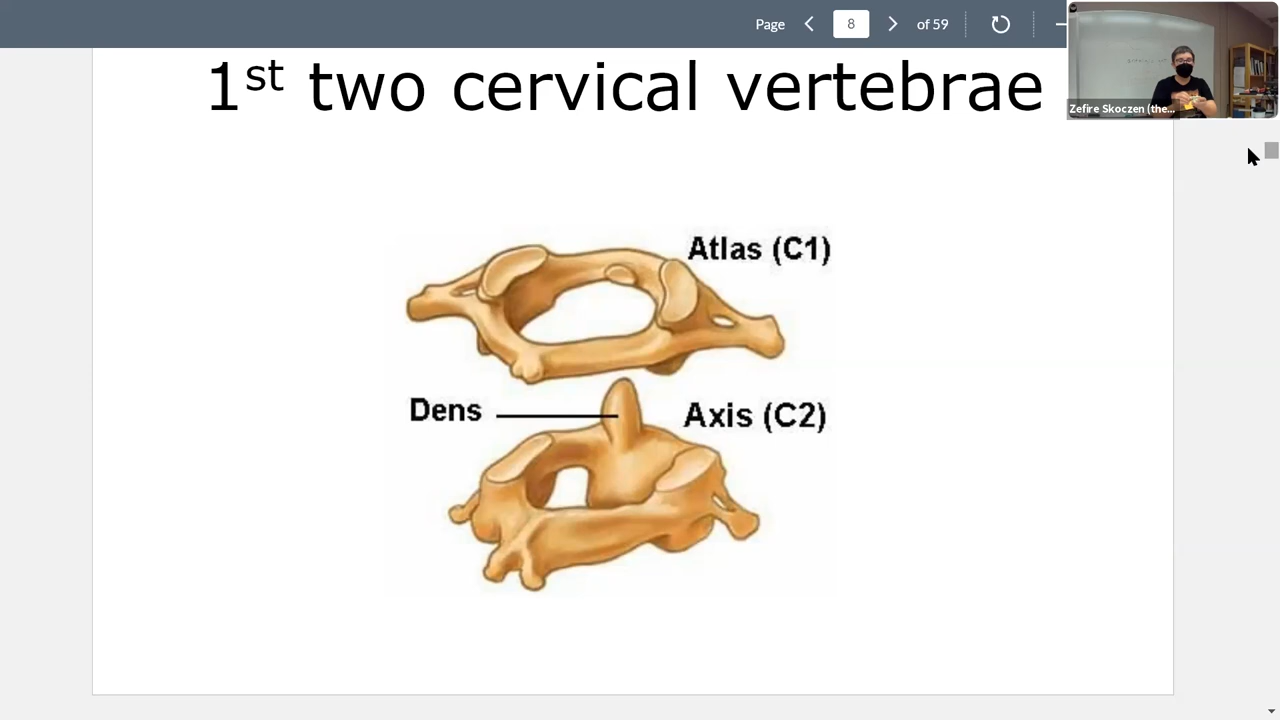 Page 8 of 59
Zefire Skoczen (the...
1st two cervical vertebrae
Atlas (C1)
Dens
Axis (C2)